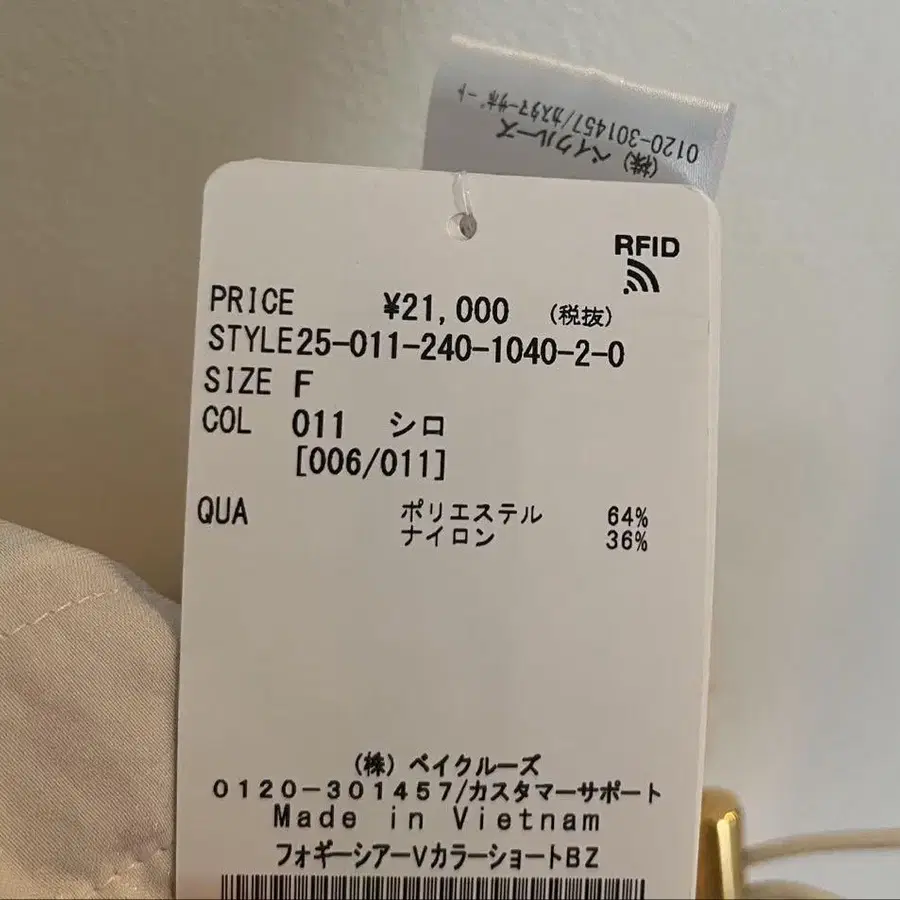 0120-301457/カスタマーサポート
(株) ベイクルーズ
RFID
PRICE ¥21,000 (税抜)
STYLE25-011-240-1040-2-0
SIZE F
COL 011 シロ
[006/011]
QUA ポリエステル 64%
ナイロン 36%
(株) ベイクルーズ
0120-301457/カスタマーサポート
Made in Vietnam
フォギーシアーVカラーショートBZ